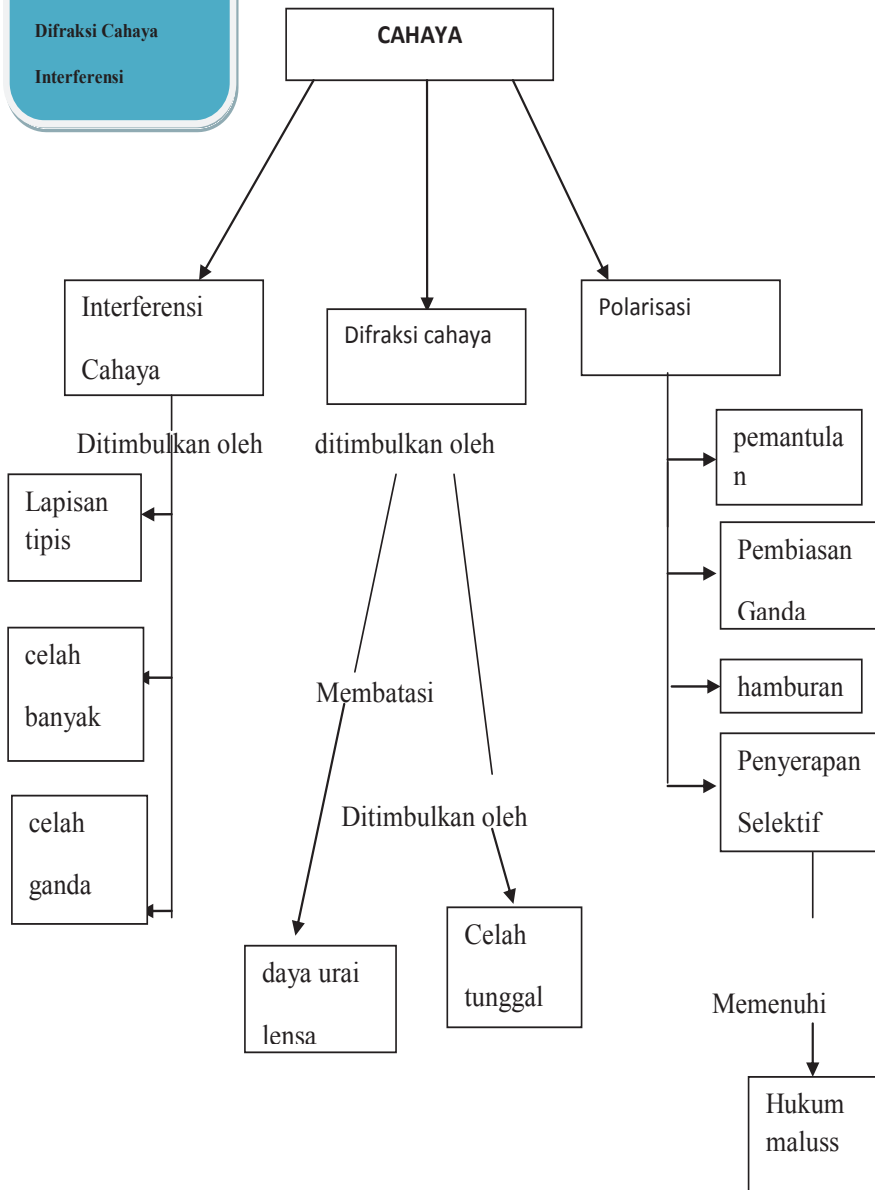 Difraksi Cahaya
Interferensi
CAHAYA
Interferensi
Cahaya
Difraksi cahaya
Polarisasi
Ditimbulkan oleh
ditimbulkan oleh
Lapisan
tipis
celah
banyak
celah
ganda
Membatasi
Ditimbulkan oleh
daya urai
lensa
Celah
tunggal
pemantula
n
Pembiasan
Ganda
hamburan
Penyerapan
Selektif
Memenuhi
Hukum
maluss